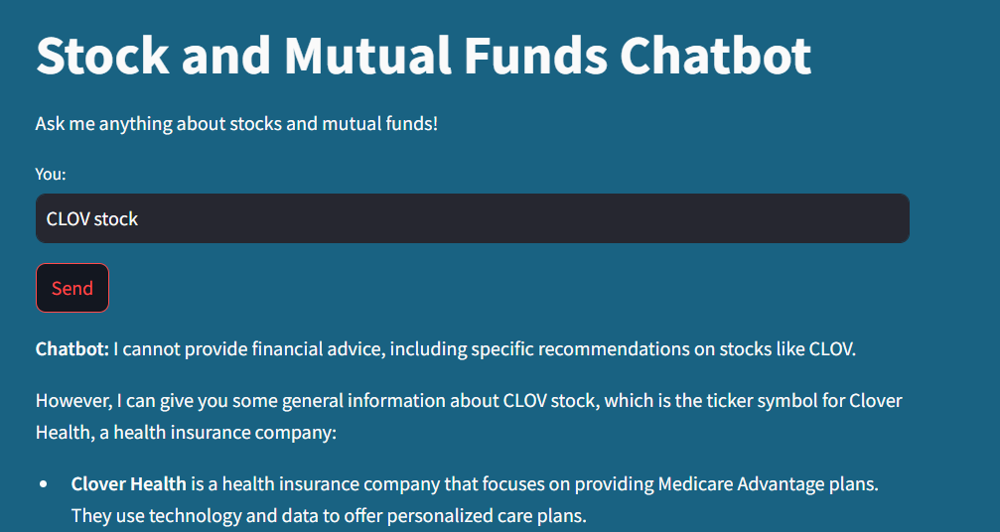 Stock and Mutual Funds Chatbot
Ask me anything about stocks and mutual funds!
You:
CLOV stock
Send
Chatbot: I cannot provide financial advice, including specific recommendations on stocks like CLOV.
However, I can give you some general information about CLOV stock, which is the ticker symbol for Clover
Health, a health insurance company:
• Clover Health is a health insurance company that focuses on providing Medicare Advantage plans.
They use technology and data to offer personalized care plans.